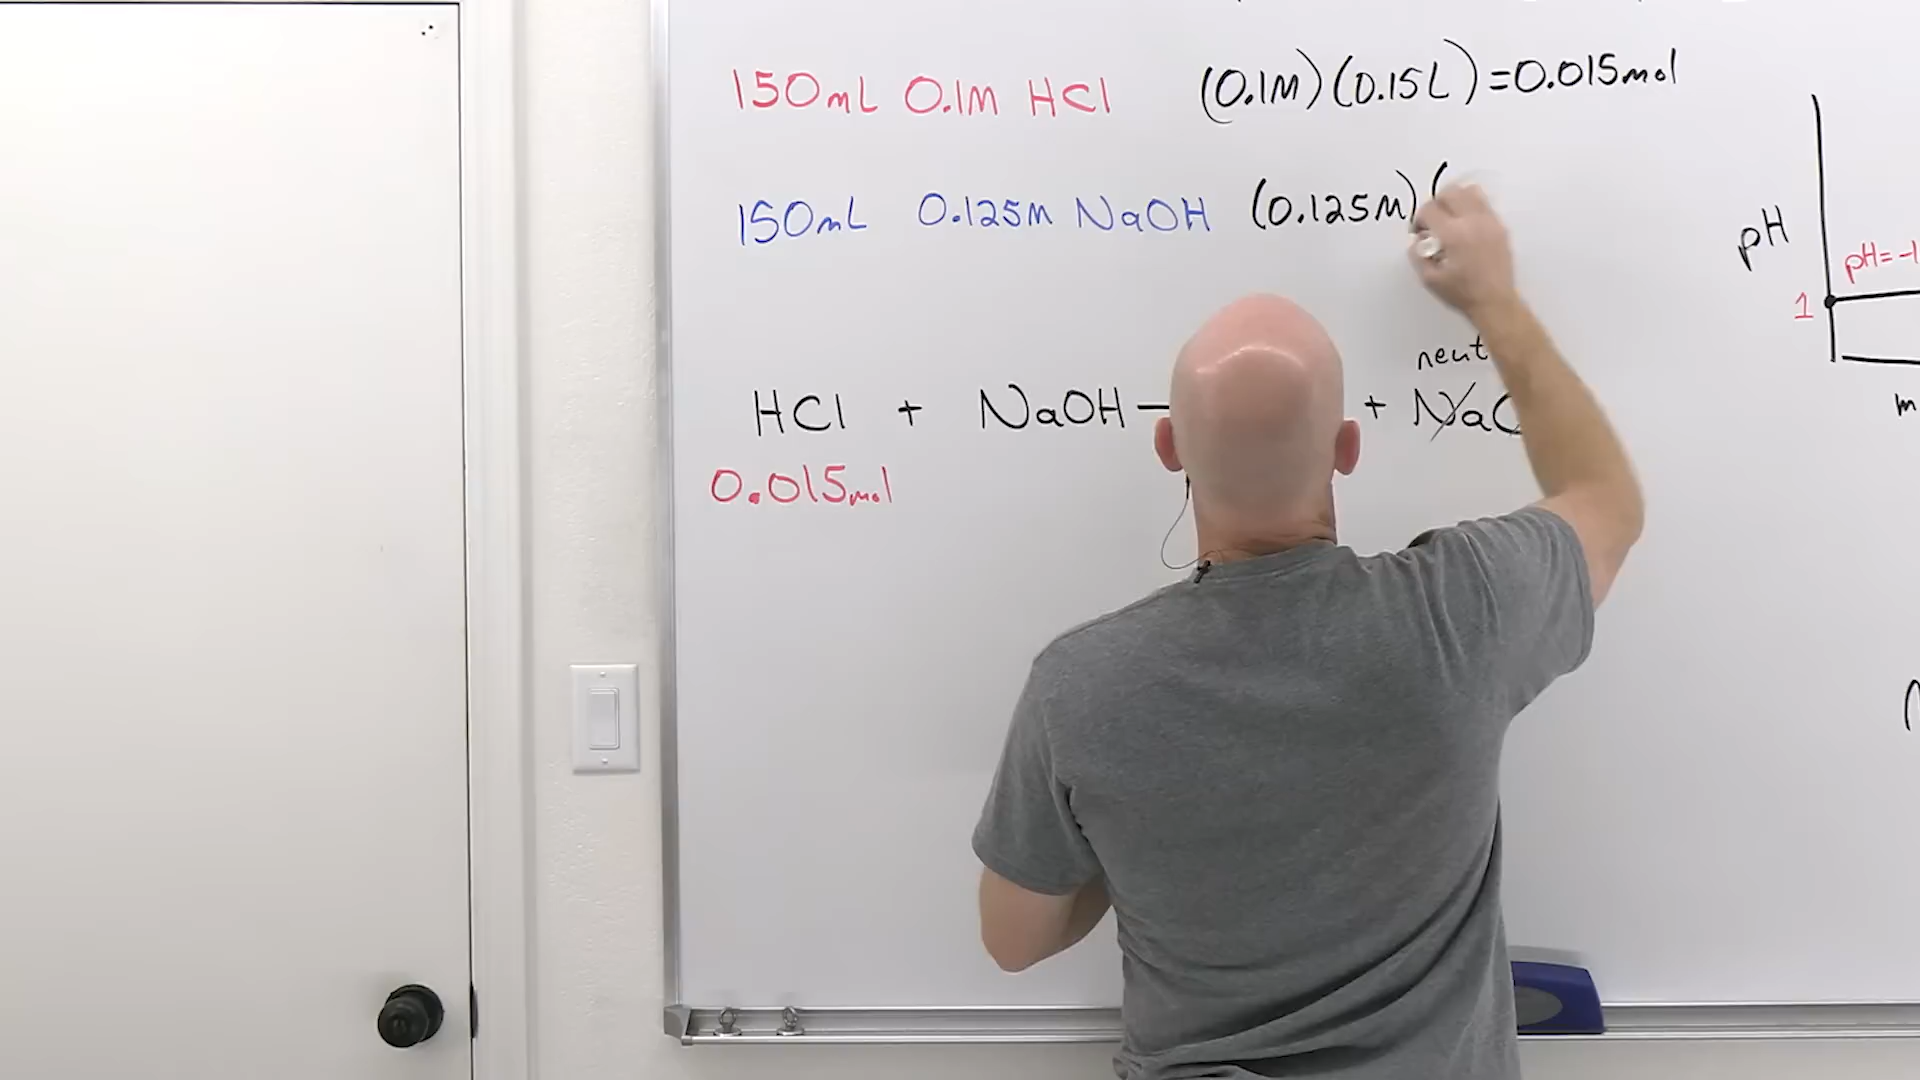 150mL 0.1M HCl (0.1M)(0.15L)=0.015mol
150mL 0.125M NaOH (0.125M)(
pH
pH=-1
1
neut
HCl + NaOH — + NaC
0.015mol
m